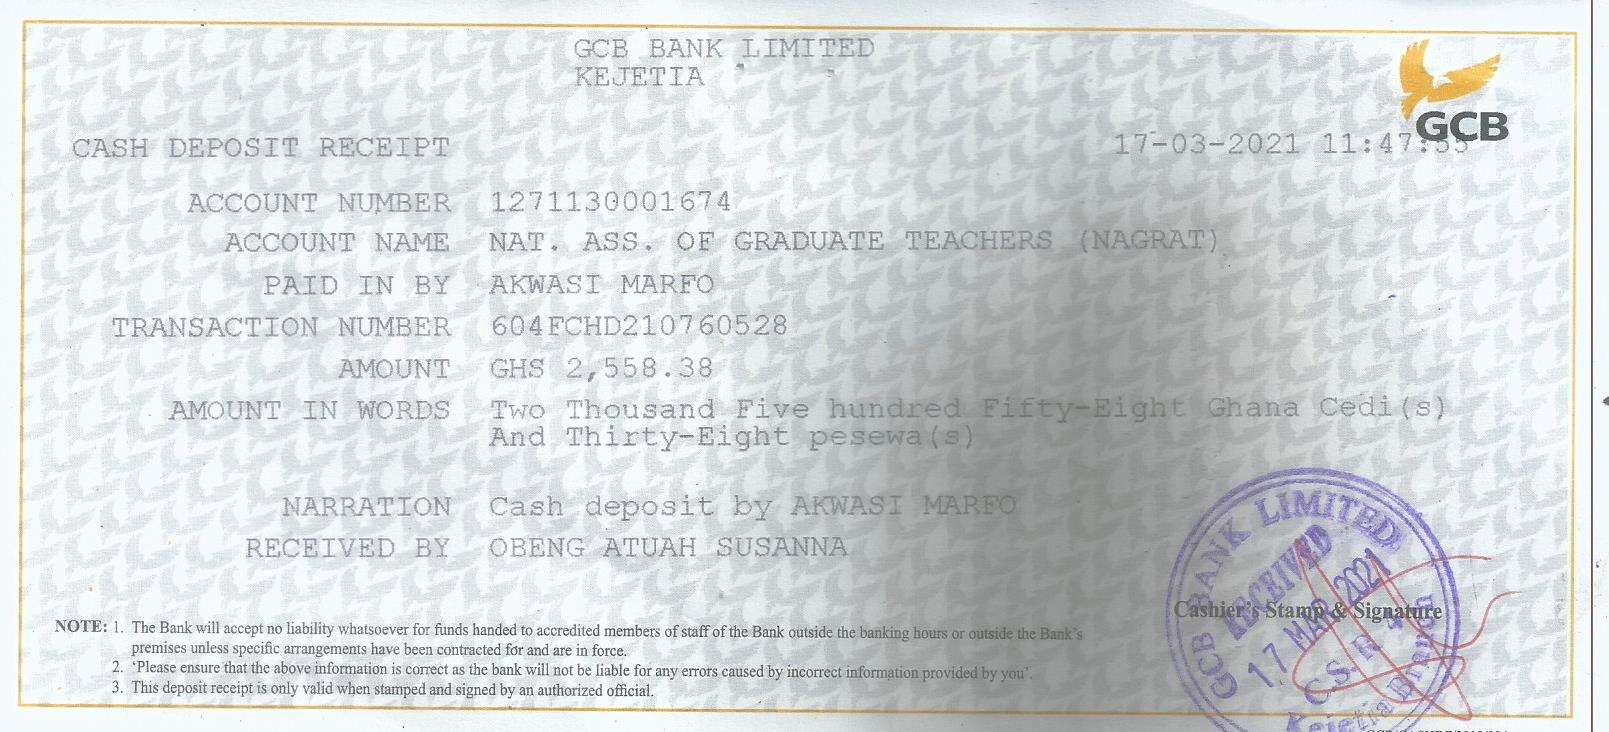 GCB BANK LIMITED
KEJETIA
GCB
CASH DEPOSIT RECEIPT 17-03-2021 11:47:55
ACCOUNT NUMBER 1271130001674
ACCOUNT NAME NAT. ASS. OF GRADUATE TEACHERS (NAGRAT)
PAID IN BY AKWASI MARFO
TRANSACTION NUMBER 604FCHD210760528
AMOUNT GHS 2,558.38
AMOUNT IN WORDS Two Thousand Five hundred Fifty-Eight Ghana Cedi(s)
And Thirty-Eight pesewa(s)
NARRATION Cash deposit by AKWASI MARFO
RECEIVED BY OBENG ATUAH SUSANNA
GCB BANK LIMITED
RECEIVED
17 MAR 2021
C.S.R 4
Kejetia Branch
Cashier's Stamp & Signature
NOTE: 1. The Bank will accept no liability whatsoever for funds handed to accredited members of staff of the Bank outside the banking hours or outside the Bank's
premises unless specific arrangements have been contracted for and are in force.
2. 'Please ensure that the above information is correct as the bank will not be liable for any errors caused by incorrect information provided by you'.
3. This deposit receipt is only valid when stamped and signed by an authorized official.